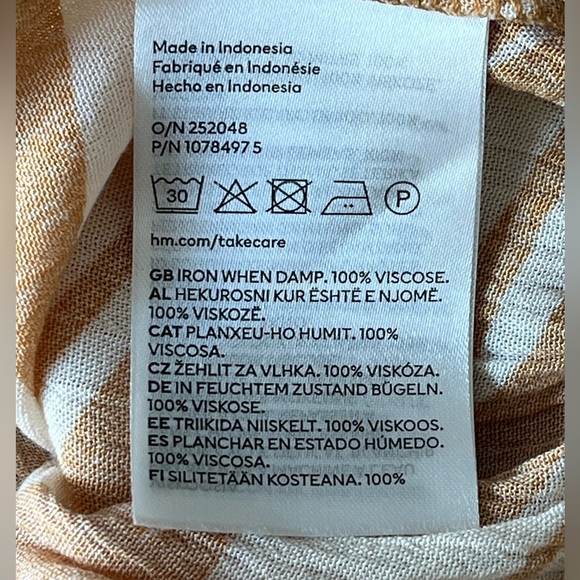 Made in Indonesia
Fabriqué en Indonésie
Hecho en Indonesia
O/N 252048
P/N 1078497 5
30
P
hm.com/takecare
GB IRON WHEN DAMP. 100% VISCOSE.
AL HEKUROSNI KUR ËSHTË E NJOMË.
100% VISKOZË.
CAT PLANXEU-HO HUMIT. 100%
VISCOSA.
CZ ŽEHLIT ZA VLHKA. 100% VISKÓZA.
DE IN FEUCHTEM ZUSTAND BÜGELN.
100% VISKOSE.
EE TRIIKIDA NIISKELT. 100% VISKOOS.
ES PLANCHAR EN ESTADO HÚMEDO.
100% VISCOSA.
FI SILITETÄÄN KOSTEANA. 100%